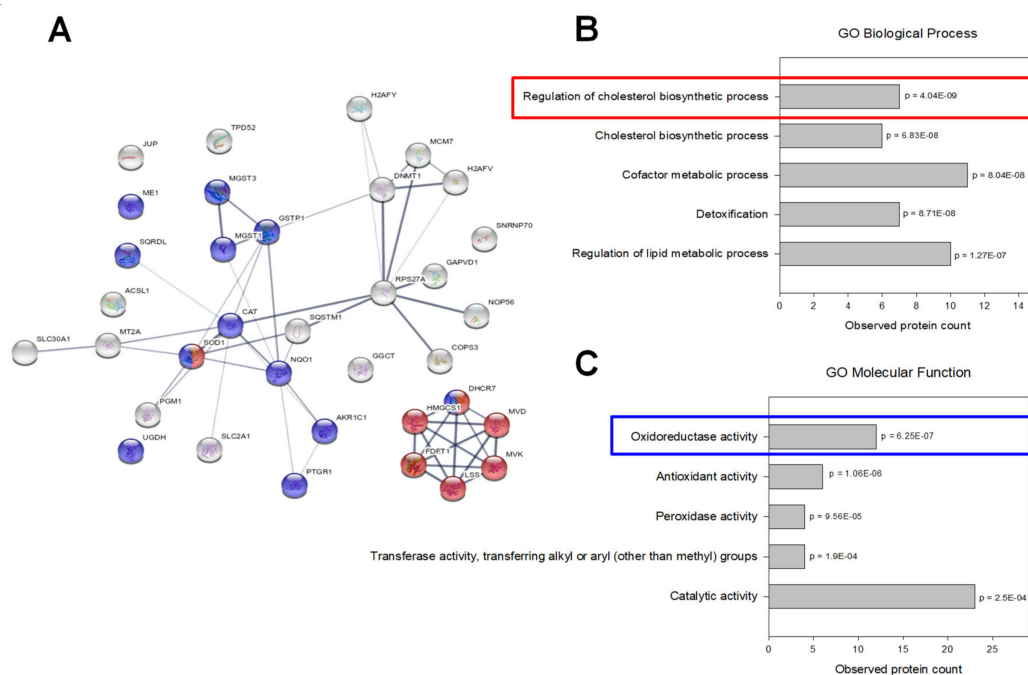 A
H2AFY
TPD52
JUP
MCM7
DNMT1
H2AFV
MGST3
ME1
GSTP1
MGST1
SNRNP70
SQRDL
GAPVD1
RPS27A
ACSL1
NOP56
CAT
SQSTM1
MT2A
SLC30A1
SOD1
COPS3
GGCT
NQO1
DHCR7
PGM1
HMGCS1
MVD
AKR1C1
UGDH
SLC2A1
FDFT1
MVK
PTGR1
LSS
B
GO Biological Process
Regulation of cholesterol biosynthetic process
p = 4.04E-09
Cholesterol biosynthetic process
p = 6.83E-08
Cofactor metabolic process
p = 8.04E-08
Detoxification
p = 8.71E-08
Regulation of lipid metabolic process
p = 1.27E-07
0 2 4 6 8 10 12 14
Observed protein count
C
GO Molecular Function
Oxidoreductase activity
p = 6.25E-07
Antioxidant activity
p = 1.06E-06
Peroxidase activity
p = 9.56E-05
Transferase activity, transferring alkyl or aryl (other than methyl) groups
p = 1.9E-04
Catalytic activity
p = 2.5E-04
0 5 10 15 20 25
Observed protein count